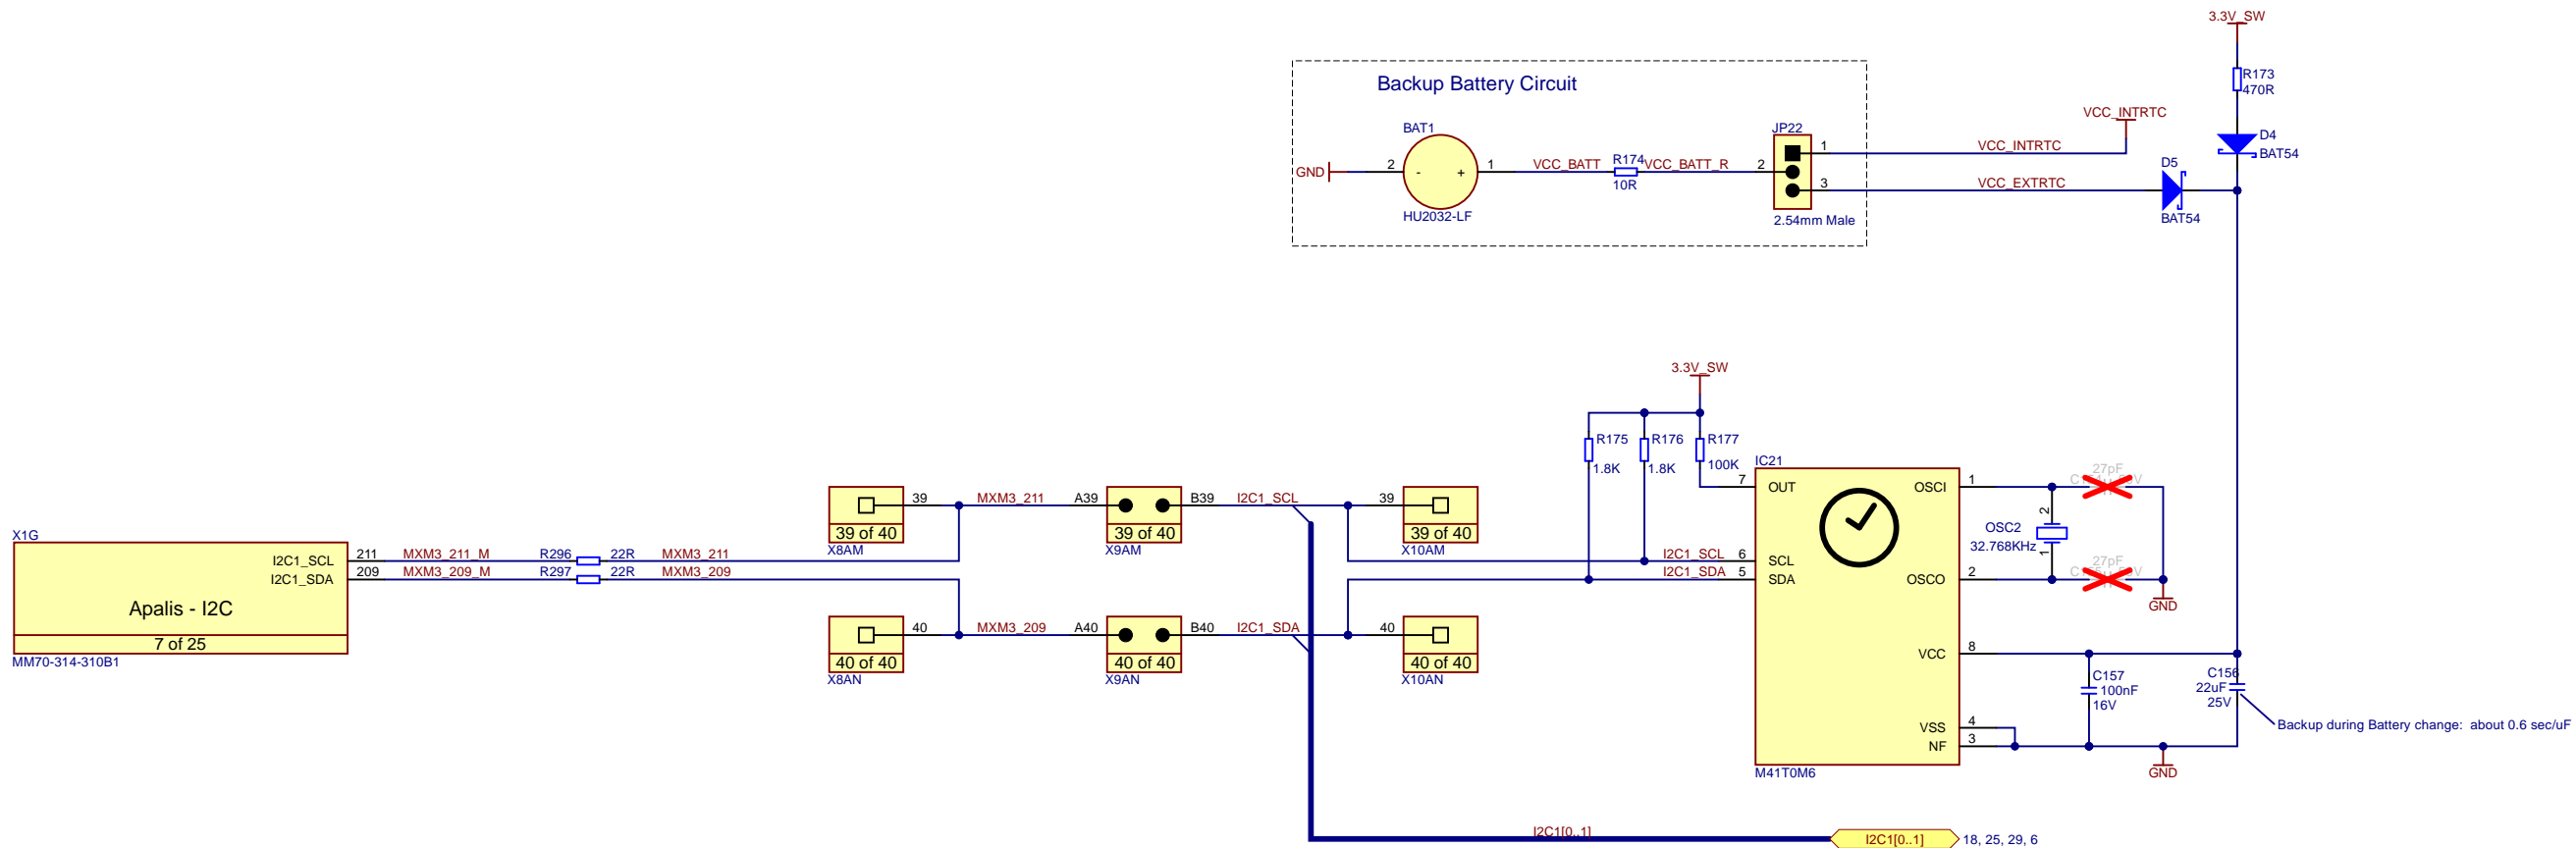 3.3V_SW
R173
470R
D4
BAT54
VCC_INTRTC
Backup Battery Circuit
BAT1
GND
2
-
+
1
HU2032-LF
VCC_BATT
R174
10R
VCC_BATT_R
JP22
1
2
3
2.54mm Male
VCC_INTRTC
VCC_EXTRTC
D5
BAT54
3.3V_SW
R175
1.8K
R176
1.8K
R177
100K
X1G
I2C1_SCL
I2C1_SDA
Apalis - I2C
7 of 25
MM70-314-310B1
211
209
MXM3_211_M
MXM3_209_M
R296
R297
22R
22R
MXM3_211
MXM3_209
39
39 of 40
X8AM
MXM3_211
A39
39 of 40
X9AM
B39
I2C1_SCL
39
39 of 40
X10AM
40
40 of 40
X8AN
MXM3_209
A40
40 of 40
X9AN
B40
I2C1_SDA
40
40 of 40
X10AN
I2C1_SCL
I2C1_SDA
IC21
7
OUT
6
SCL
5
SDA
OSCI
1
OSCO
2
VCC
8
VSS
4
NF
3
M41T0M6
2
OSC2
32.768KHz
1
27pF
27pF
GND
C157
100nF
16V
C156
22uF
25V
Backup during Battery change: about 0.6 sec/uF
GND
I2C1[0..1]
I2C1[0..1]
18, 25, 29, 6